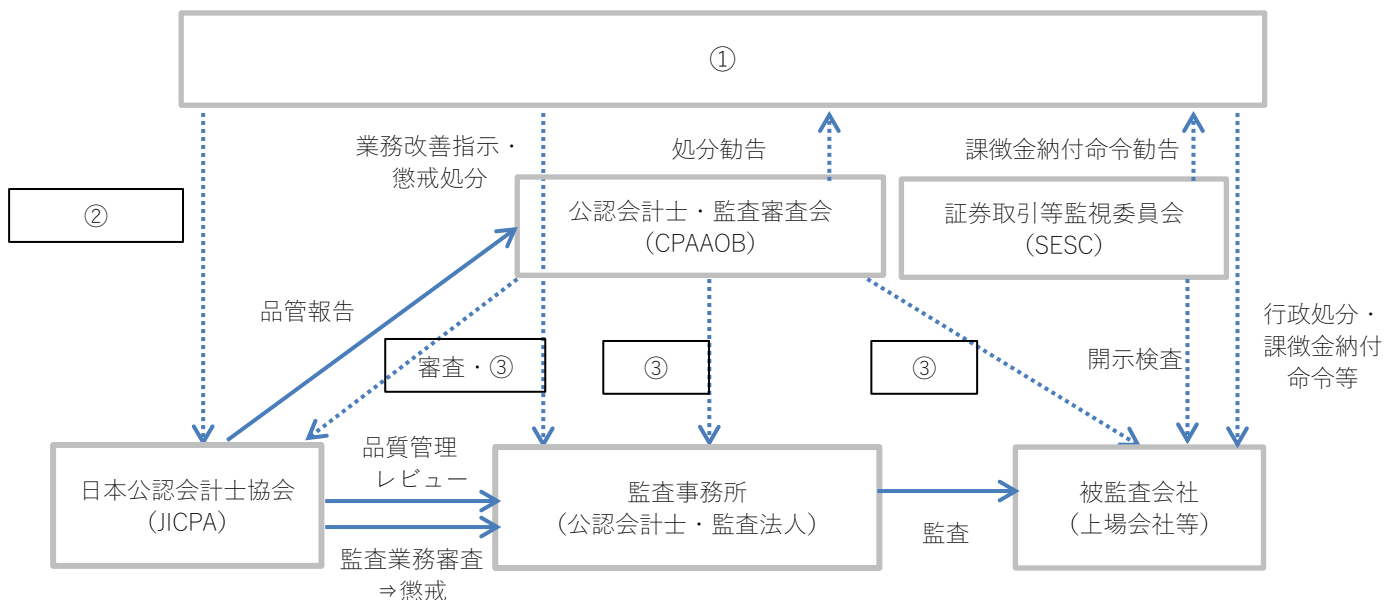 ①
業務改善指示・
懲戒処分
処分勧告
課徴金納付命令勧告
②
公認会計士・監査審査会
（CPAAOB）
証券取引等監視委員会
（SESC）
品管報告
審査・③
③
③
開示検査
行政処分・
課徴金納付
命令等
日本公認会計士協会
（JICPA）
品質管理
レビュー
監査業務審査
⇒懲戒
監査事務所
（公認会計士・監査法人）
監査
被監査会社
（上場会社等）